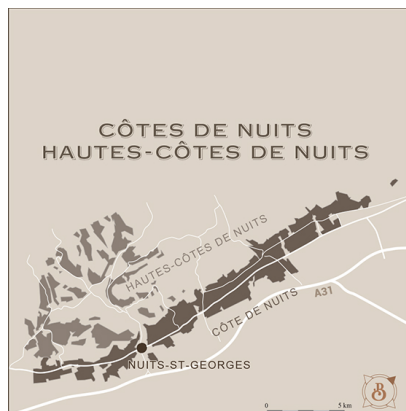 CÔTES DE NUITS
HAUTES-CÔTES DE NUITS
HAUTES-CÔTES DE NUITS
CÔTE DE NUITS
A31
NUITS-ST-GEORGES
0 5 km
B